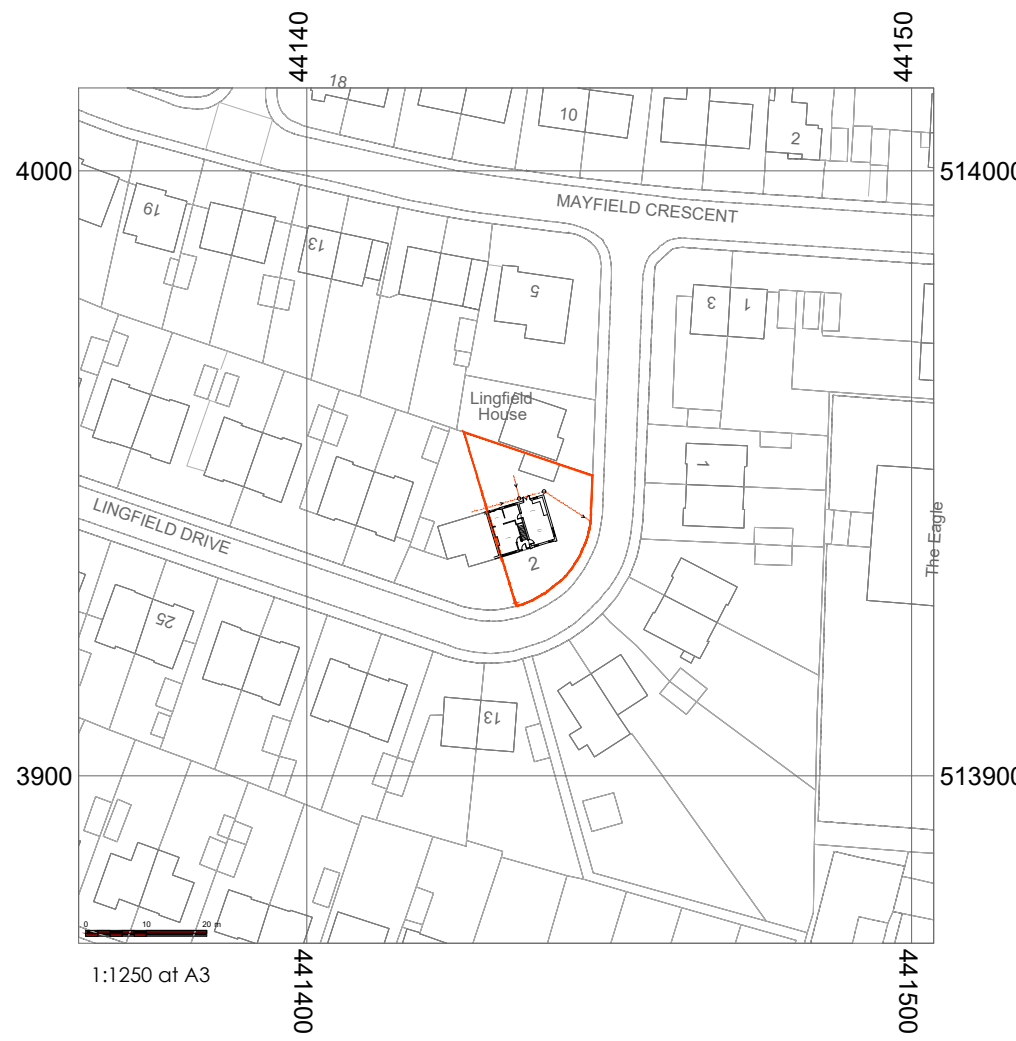 44140
44150
18
10
2
4000
514000
MAYFIELD CRESCENT
19
13
5
3
1
Lingfield
House
1
LINGFIELD DRIVE
The Eagle
2
25
13
3900
513900
0 10 20 m
1:1250 at A3
441400
441500